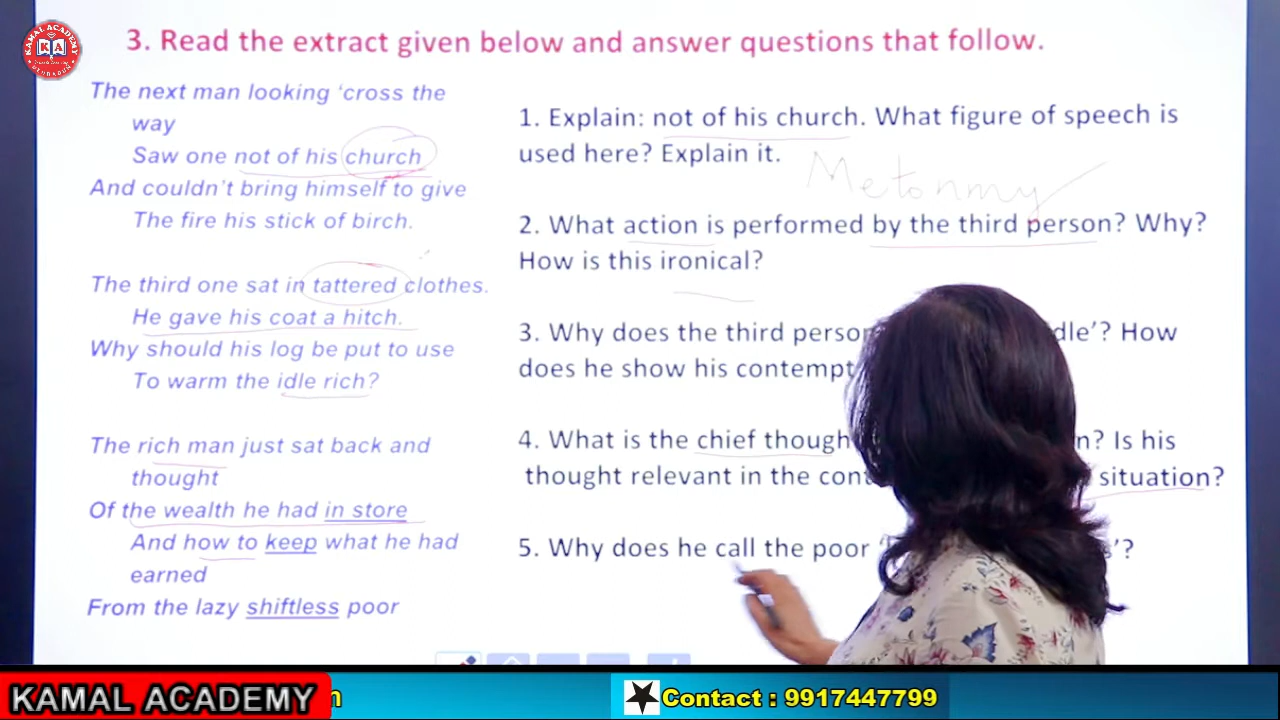 KAMAL ACADEMY
KA
3. Read the extract given below and answer questions that follow.
The next man looking ‘cross the
way
Saw one not of his church
And couldn’t bring himself to give
The fire his stick of birch.
The third one sat in tattered clothes.
He gave his coat a hitch.
Why should his log be put to use
To warm the idle rich?
The rich man just sat back and
thought
Of the wealth he had in store
And how to keep what he had
earned
From the lazy shiftless poor
1. Explain: not of his church. What figure of speech is
used here? Explain it.
Metonmy
2. What action is performed by the third person? Why?
How is this ironical?
3. Why does the third person dle’? How
does he show his contempt
4. What is the chief though n? Is his
thought relevant in the con situation?
5. Why does he call the poor ’?
KAMAL ACADEMY
Contact : 9917447799